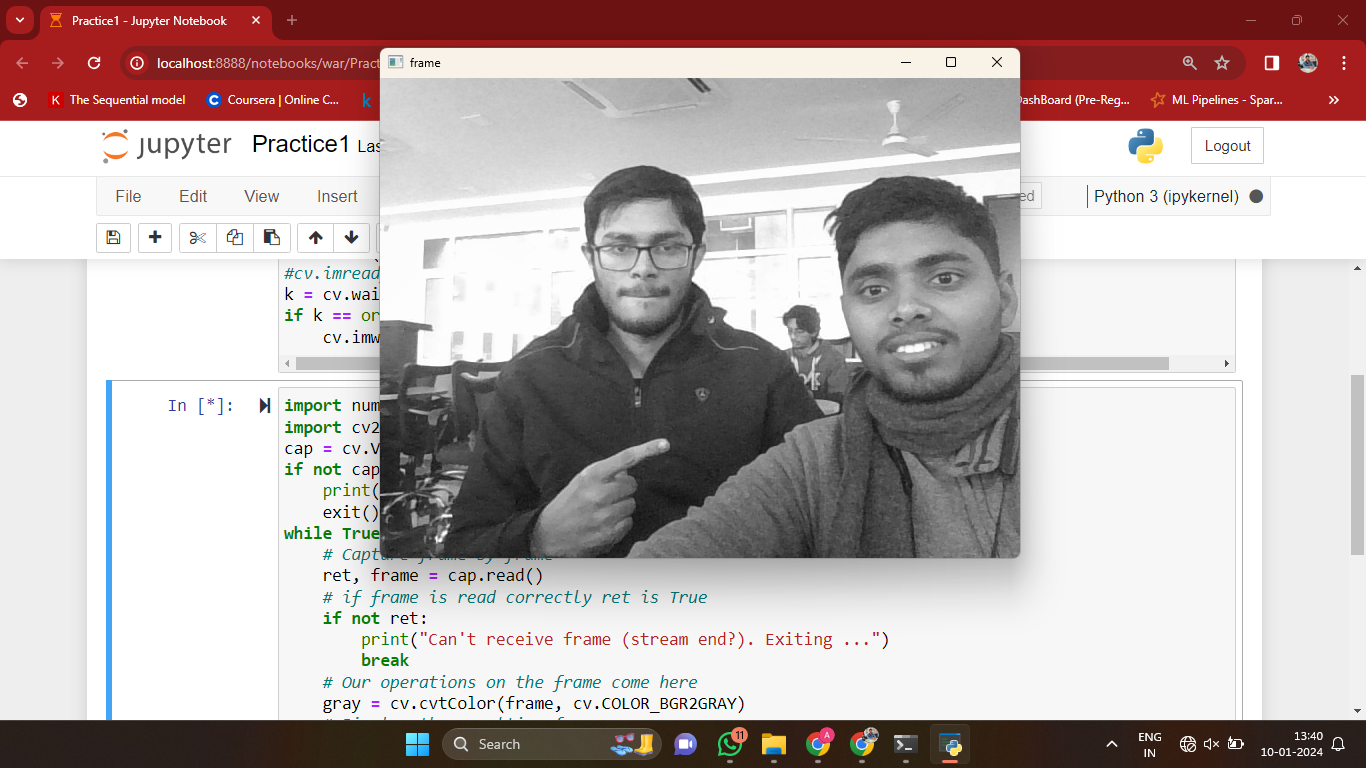 Practice1 - Jupyter Notebook
localhost:8888/notebooks/war/Pract
K The Sequential model
C Coursera | Online C...
k
DashBoard (Pre-Reg...
ML Pipelines - Spar...
frame
jupyter Practice1 Las
Logout
File Edit View Insert
ed
Python 3 (ipykernel)
#cv.imread
k = cv.wai
if k == or
cv.imw
In [*]:
import num
import cv2
cap = cv.V
if not cap
print(
exit()
while True
# Capture frame-by-frame
ret, frame = cap.read()
# if frame is read correctly ret is True
if not ret:
print("Can't receive frame (stream end?). Exiting ...")
break
# Our operations on the frame come here
gray = cv.cvtColor(frame, cv.COLOR_BGR2GRAY)
Search
11
A
ENG
IN
13:40
10-01-2024